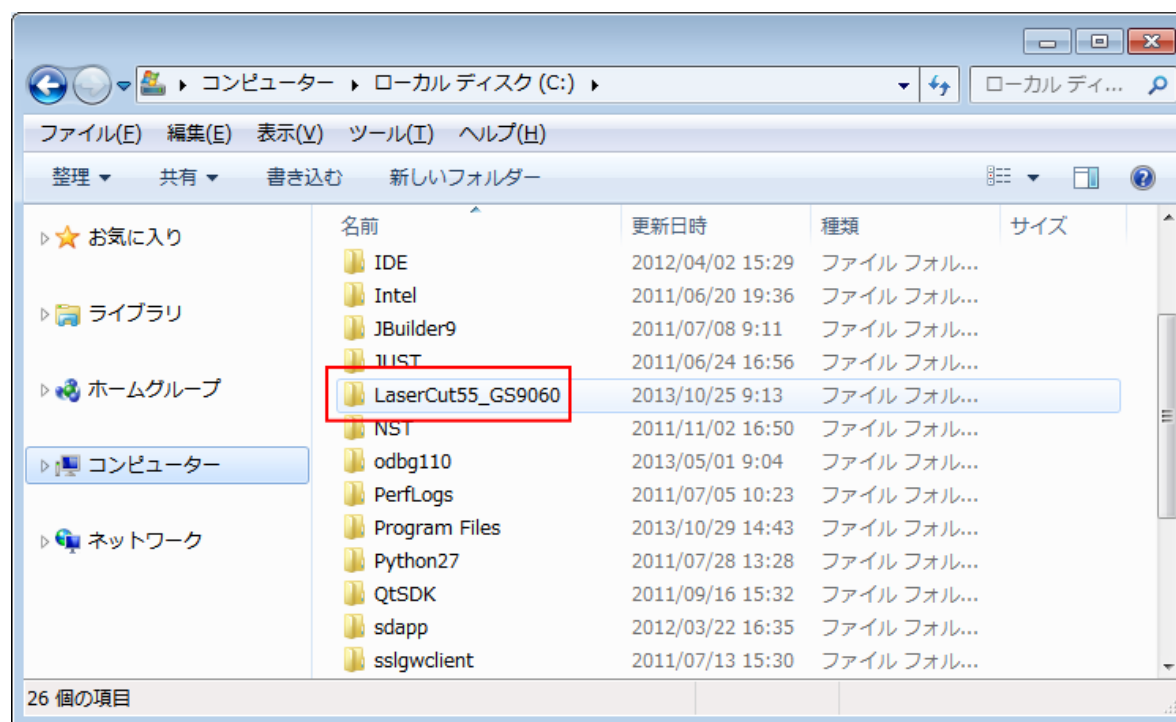 コンピューター ローカル ディスク (C:) ローカル ディ...
ファイル(F) 編集(E) 表示(V) ツール(T) ヘルプ(H)
整理 共有 書き込む 新しいフォルダー
お気に入り
ライブラリ
ホームグループ
コンピューター
ネットワーク
名前 更新日時 種類 サイズ
IDE 2012/04/02 15:29 ファイル フォル...
Intel 2011/06/20 19:36 ファイル フォル...
JBuilder9 2011/07/08 9:11 ファイル フォル...
JUST 2011/06/24 16:56 ファイル フォル...
LaserCut55_GS9060 2013/10/25 9:13 ファイル フォル...
NST 2011/11/02 16:50 ファイル フォル...
odbg110 2013/05/01 9:04 ファイル フォル...
PerfLogs 2011/07/05 10:23 ファイル フォル...
Program Files 2013/10/29 14:43 ファイル フォル...
Python27 2011/07/28 13:28 ファイル フォル...
QtSDK 2011/09/16 15:32 ファイル フォル...
sdapp 2012/03/22 16:35 ファイル フォル...
sslgwclient 2011/07/13 15:30 ファイル フォル...
26 個の項目